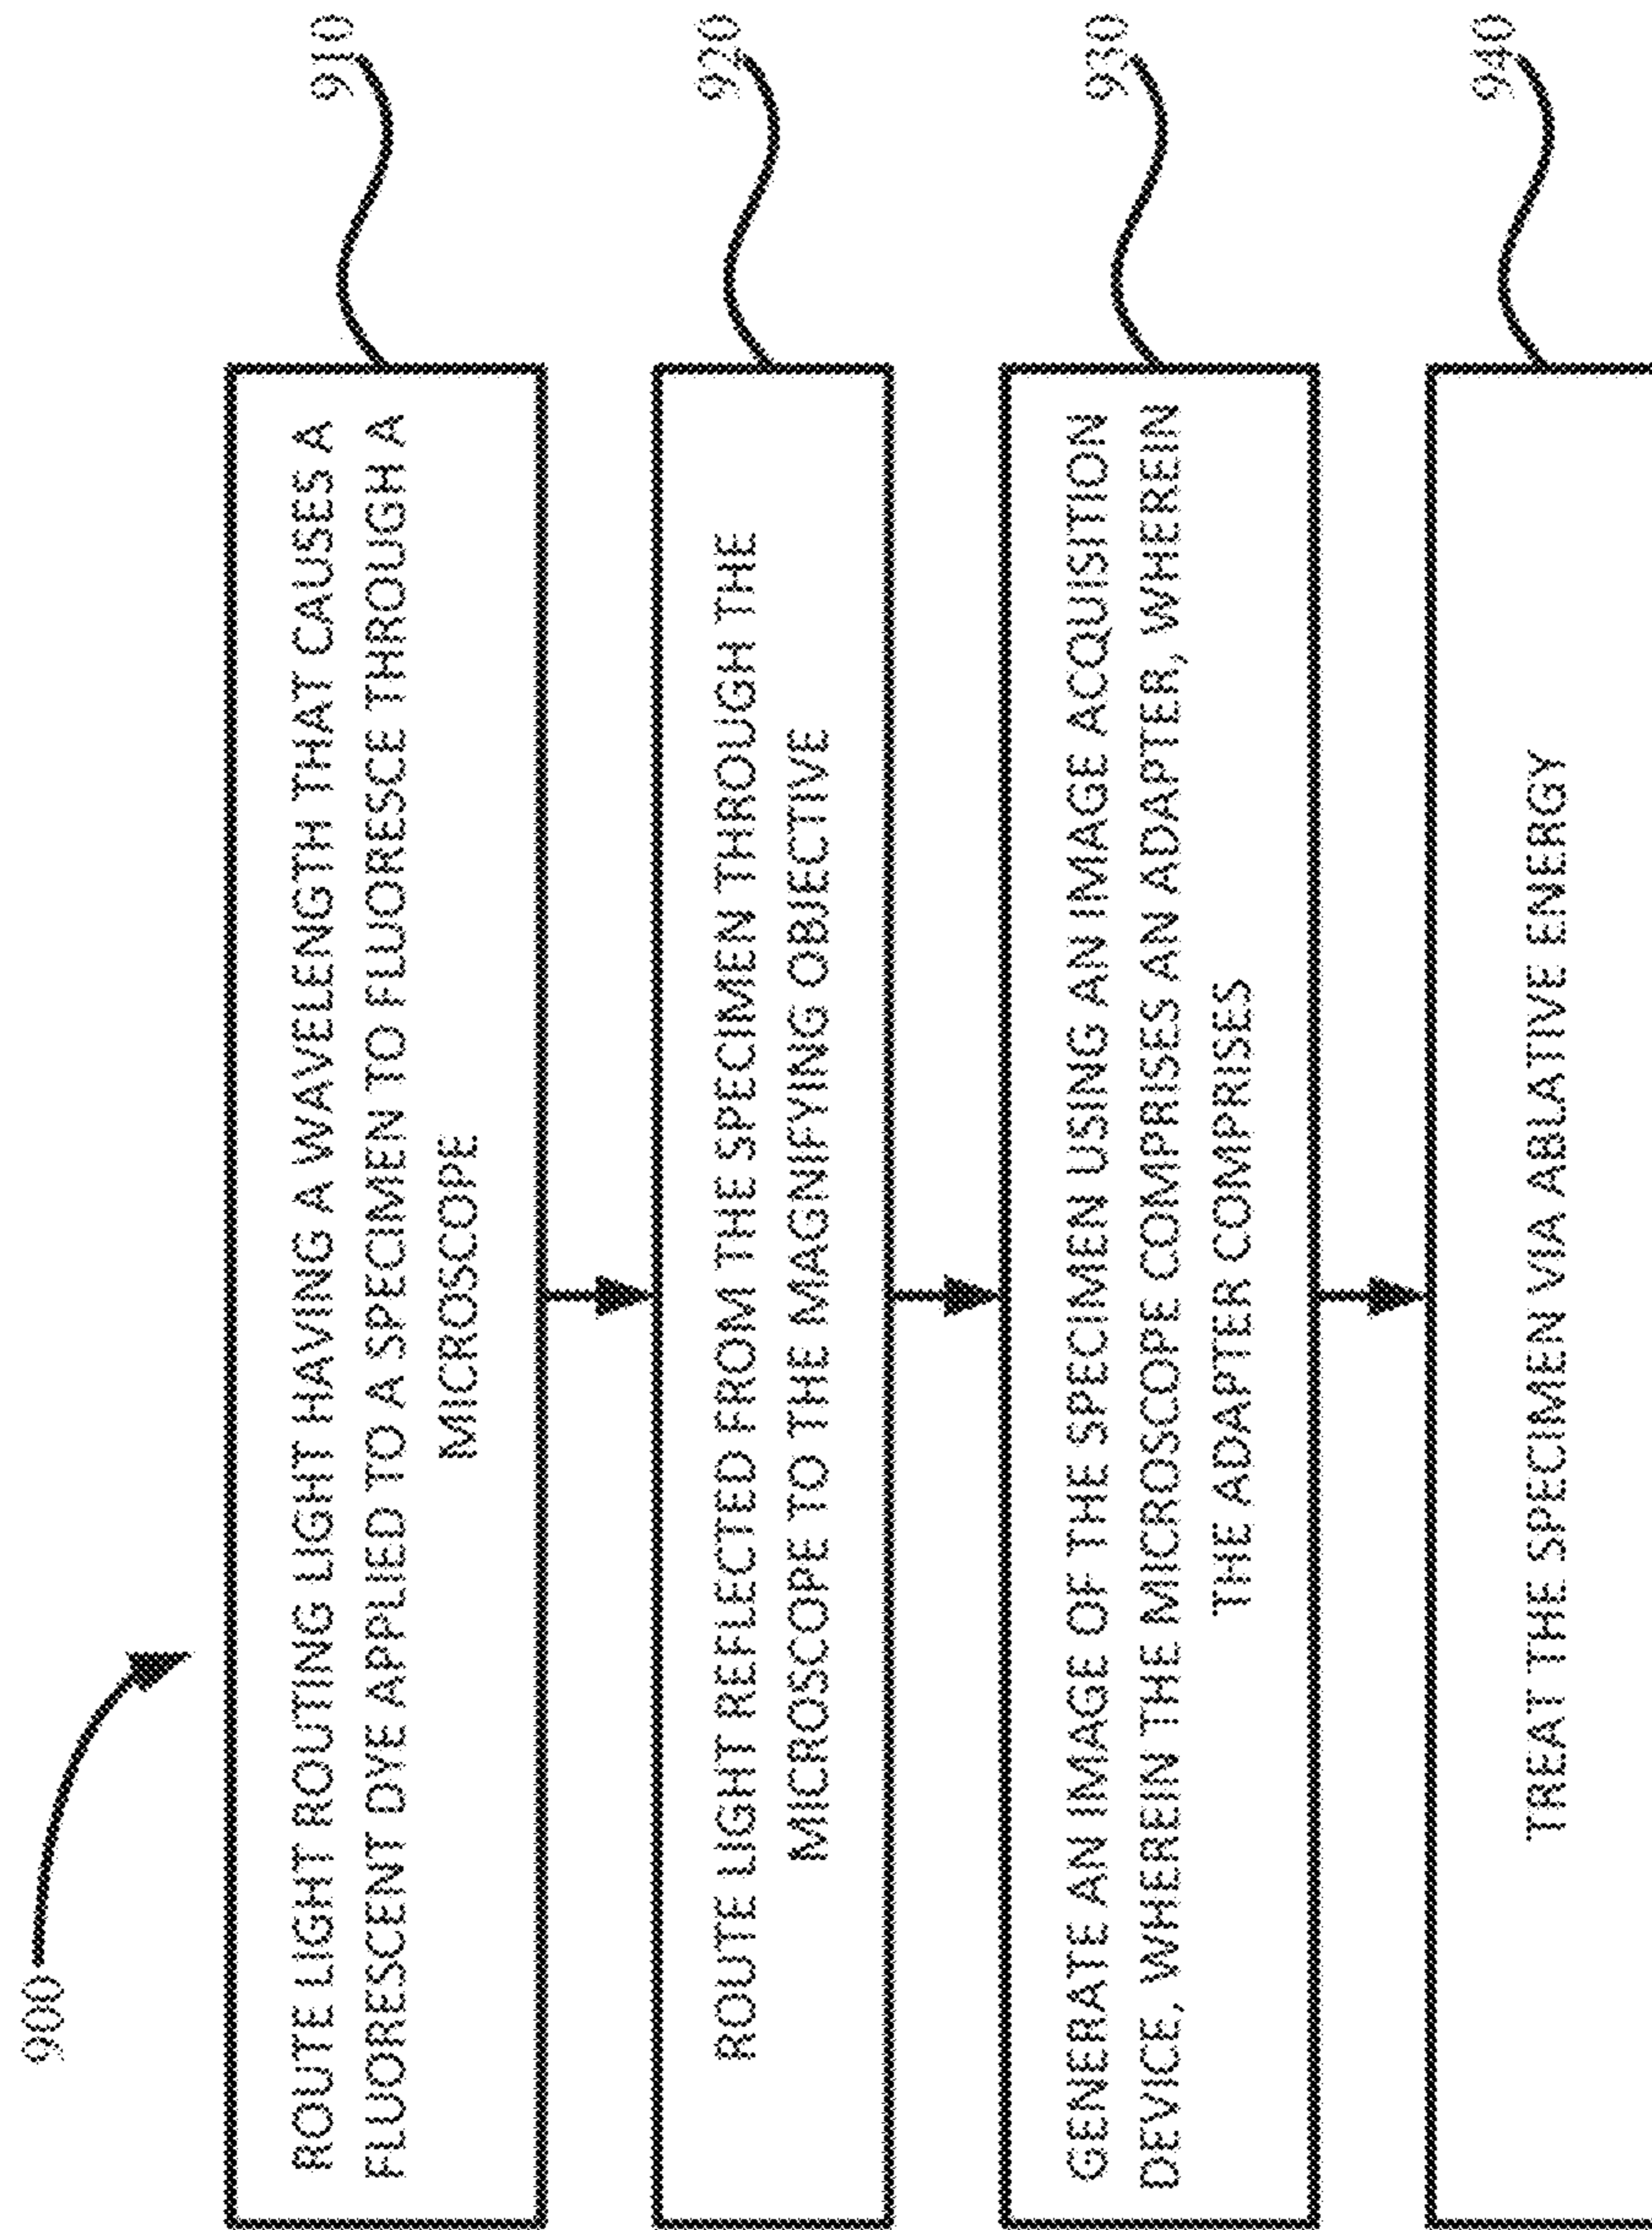 900
ROUTE LIGHT ROUTING LIGHT HAVING A WAVELENGTH THAT CAUSES A
FLUORESCENT DYE APPLIED TO A SPECIMEN TO FLUORESCE THROUGH A
MICROSCOPE
910
ROUTE LIGHT REFLECTED FROM THE SPECIMEN THROUGH THE
MICROSCOPE TO THE MAGNIFYING OBJECTIVE
920
GENERATE AN IMAGE OF THE SPECIMEN USING AN IMAGE ACQUISITION
DEVICE, WHEREIN THE MICROSCOPE COMPRISES AN ADAPTER, WHEREIN
THE ADAPTER COMPRISES
930
TREAT THE SPECIMEN VIA ABLATIVE ENERGY
940